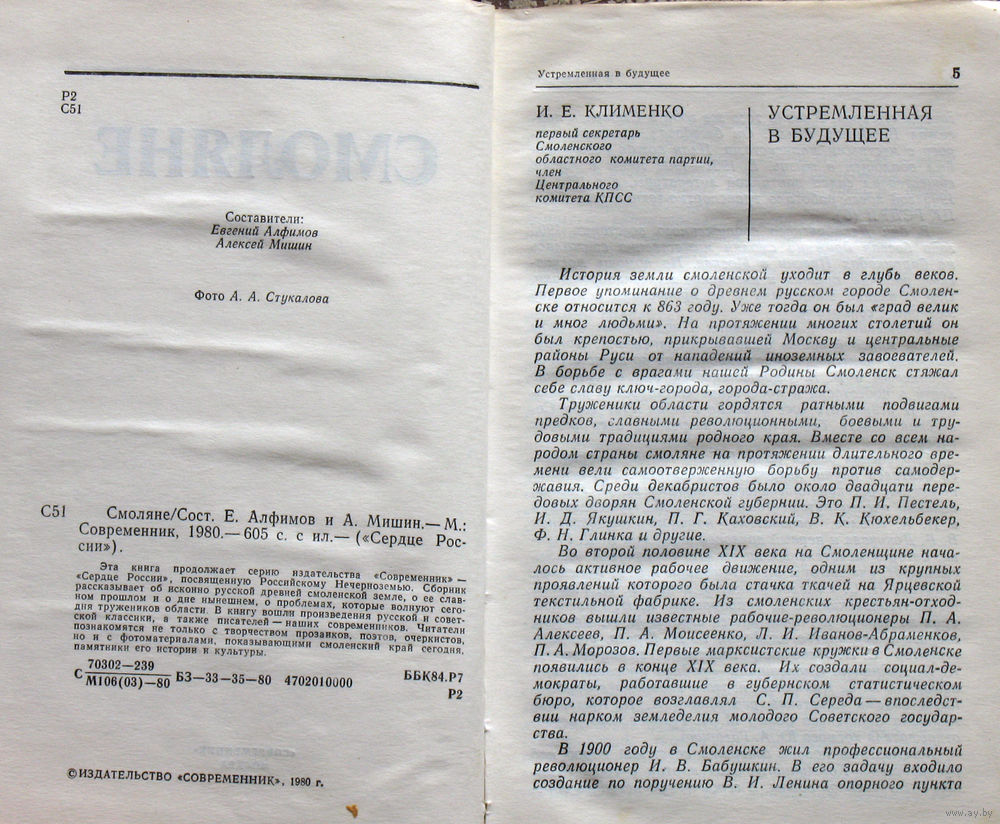 Р2
С51
СМОЛЯНЕ
Составители:
Евгений Алфимов
Алексей Мишин
Фото А. А. Стукалова
С51
Смоляне/Сост. Е. Алфимов и А. Мишин.— М.:
Современник, 1980.— 605 с. с ил.— («Сердце Рос-
сии»).
Эта книга продолжает серию издательства «Современник» —
«Сердце России», посвященную Российскому Нечерноземью. Сборник
рассказывает об исконно русской древней смоленской земле, о ее слав-
ном прошлом и о дне нынешнем, о проблемах, которые волнуют сего-
дня тружеников области. В книгу вошли произведения русской и совет-
ской классики, а также писателей — наших современников. Читатели
познакомятся не только с творчеством прозаиков, поэтов, очеркистов,
но и с фотоматериалами, показывающими смоленский край сегодня,
памятники его истории и культуры.
С 70302—239
М106(03)—80 БЗ—33—35—80 4702010000
ББК84.Р7
Р2
©ИЗДАТЕЛЬСТВО «СОВРЕМЕННИК», 1980 г.
Устремленная в будущее 5
И. Е. КЛИМЕНКО
первый секретарь
Смоленского
областного комитета партии,
член
Центрального
комитета КПСС
УСТРЕМЛЕННАЯ
В БУДУЩЕЕ
История земли смоленской уходит в глубь веков.
Первое упоминание о древнем русском городе Смолен-
ске относится к 863 году. Уже тогда он был «град велик
и мног людьми». На протяжении многих столетий он
был крепостью, прикрывавшей Москву и центральные
районы Руси от нападений иноземных завоевателей.
В борьбе с врагами нашей Родины Смоленск стяжал
себе славу ключ-города, города-стража.
Труженики области гордятся ратными подвигами
предков, славными революционными, боевыми и тру-
довыми традициями родного края. Вместе со всем на-
родом страны смоляне на протяжении длительного вре-
мени вели самоотверженную борьбу против самодер-
жавия. Среди декабристов было около двадцати пере-
довых дворян Смоленской губернии. Это П. И. Пестель,
И. Д. Якушкин, П. Г. Каховский, В. К. Кюхельбекер,
Ф. Н. Глинка и другие.
Во второй половине XIX века на Смоленщине нача-
лось активное рабочее движение, одним из крупных
проявлений которого была стачка ткачей на Ярцевской
текстильной фабрике. Из смоленских крестьян-отход-
ников вышли известные рабочие-революционеры П. А.
Алексеев, П. А. Моисеенко, Л. И. Иванов-Абраменков,
П. А. Морозов. Первые марксистские кружки в Смоленске
появились в конце XIX века. Их создали социал-де-
мократы, работавшие в губернском статистическом
бюро, которое возглавлял С. П. Середа — впоследст-
вии нарком земледелия молодого Советского государ-
ства.
В 1900 году в Смоленске жил профессиональный
революционер И. В. Бабушкин. В его задачу входило
создание по поручению В. И. Ленина опорного пункта
www.ay.by